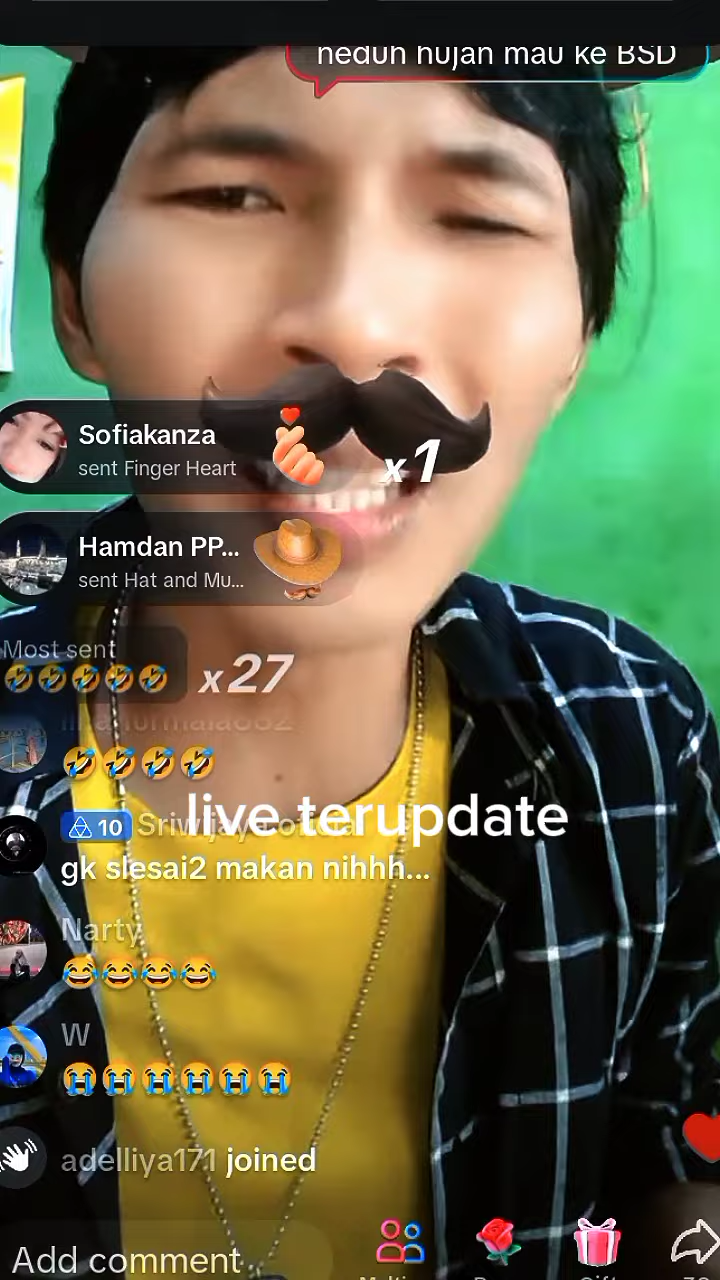 neduh hujan mau ke BSD
Sofiakanza
sent Finger Heart
x1
Hamdan PP...
sent Hat and Mu...
Most sent
🤣🤣🤣🤣🤣
x27
🤣🤣🤣🤣
10
live terupdate
gk slesai2 makan nihhh...
Narty
😂😂😂😂
W
😭😭😭😭😭😭
adelliya171 joined
Add comment